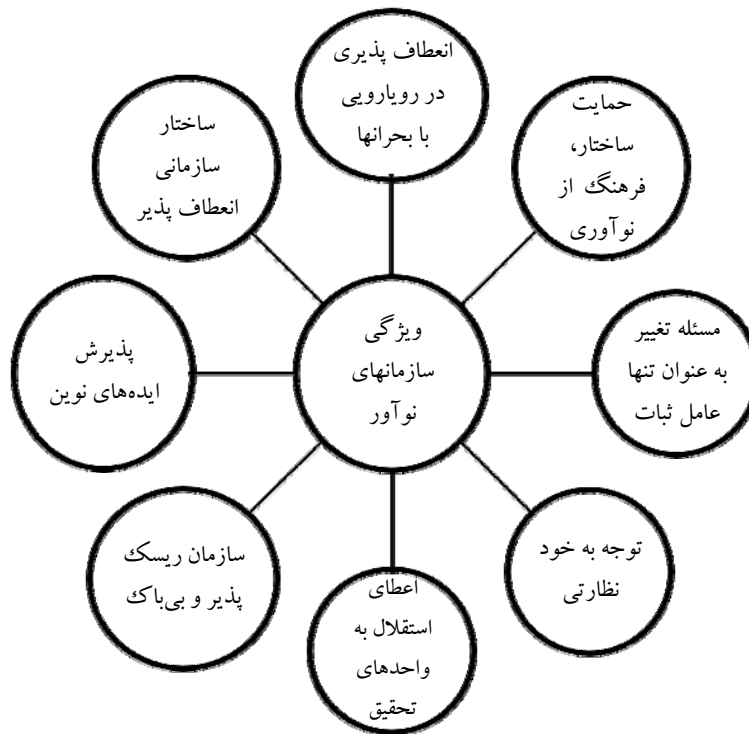 انعطاف پذیری
در رویارویی
با بحرانها
حمایت
ساختار،
فرهنگ از
نوآوری
مسئله تغییر
به عنوان تنها
عامل ثبات
توجه به خود
نظارتی
اعطای
استقلال به
واحدهای
تحقیق
سازمان ریسک
پذیر و بی‌باک
پذیرش
ایده‌های نوین
ساختار
سازمانی
انعطاف پذیر
ویژگی
سازمانهای
نوآور